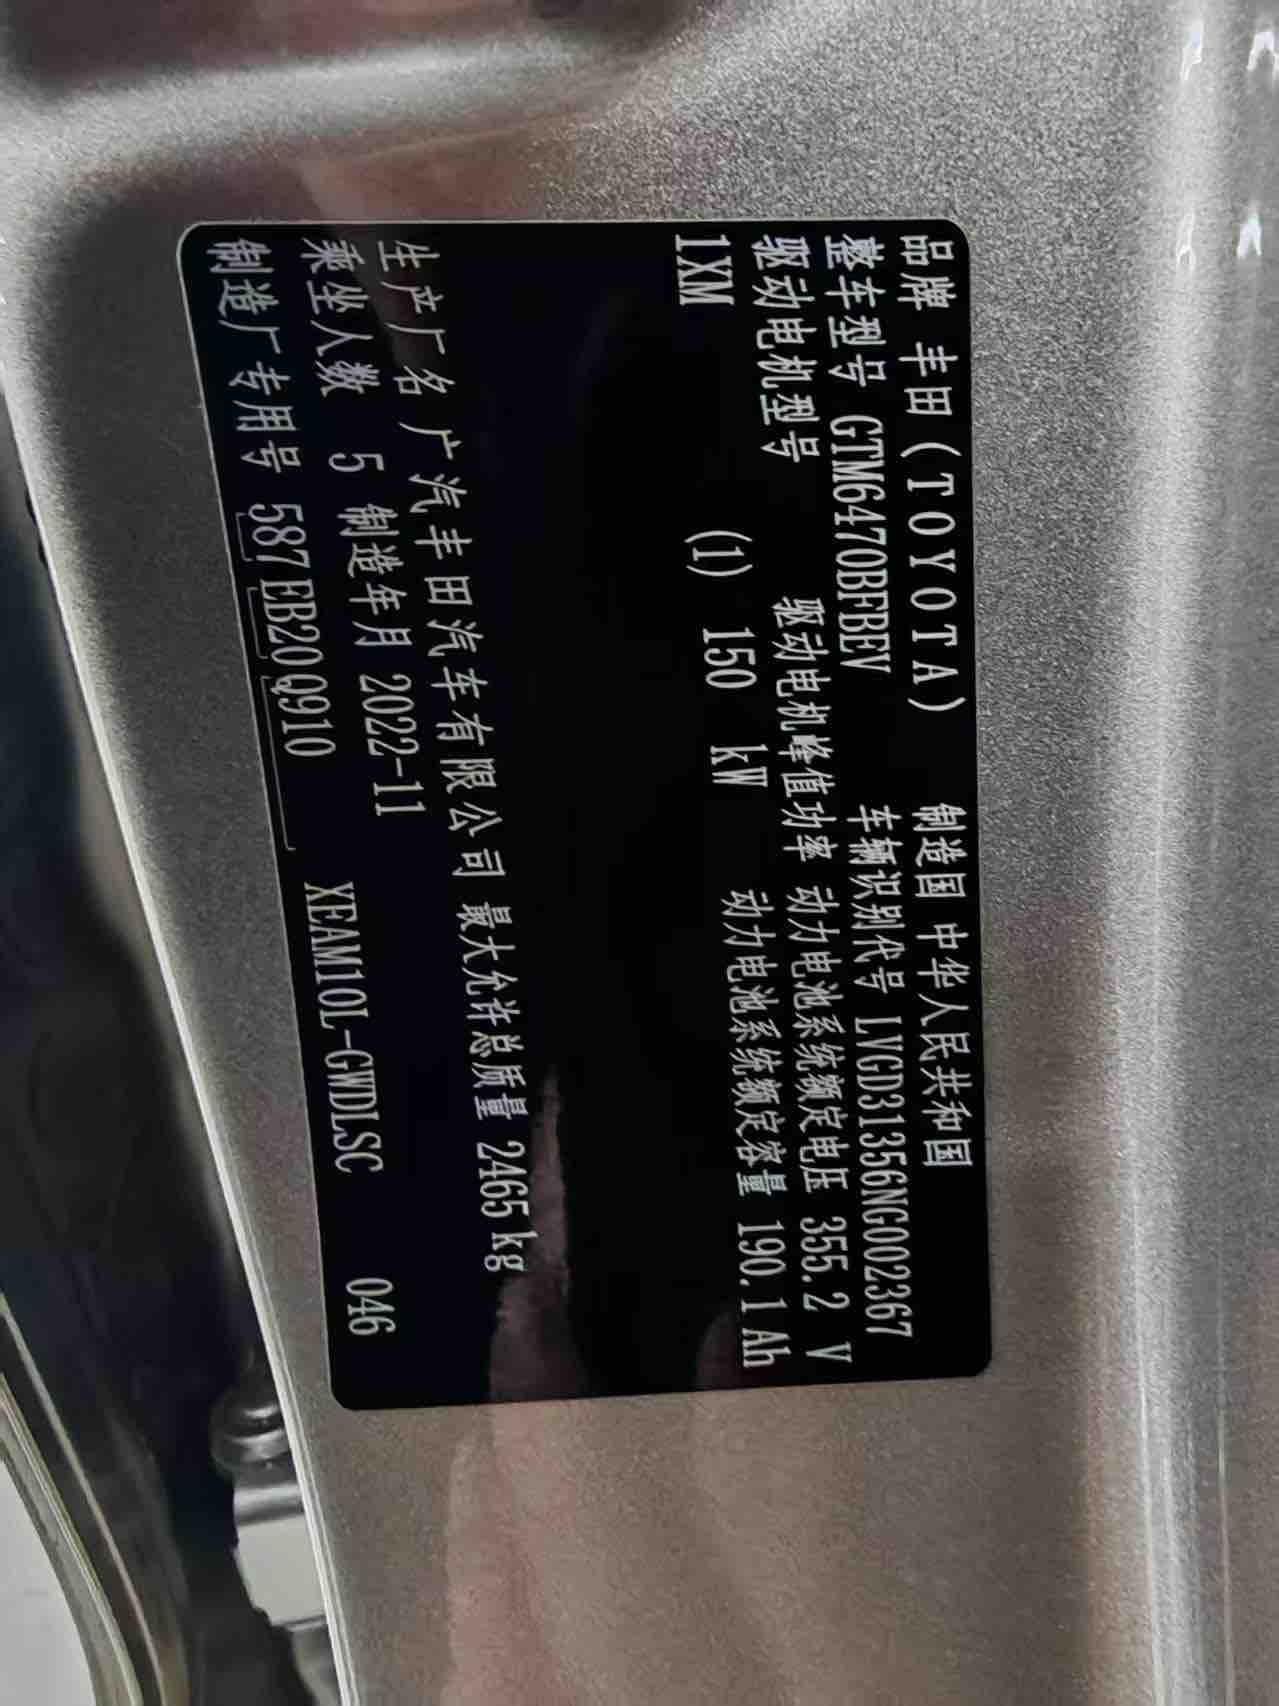 品牌 丰田(TOYOTA) 制造国 中华人民共和国
整车型号 GTM6470BFBEV 车辆识别代号 LVGD31356NG002367
驱动电机型号 驱动电机峰值功率 动力电池系统额定电压 355.2 V
1XM (1) 150 kW 动力电池系统额定容量 190.1 Ah
生产厂名 广汽丰田汽车有限公司 最大允许总质量 2465 kg
乘坐人数 5 制造年月 2022-11
制造厂专用号 587EB20Q910 XEAM10L-GWDLSC 046